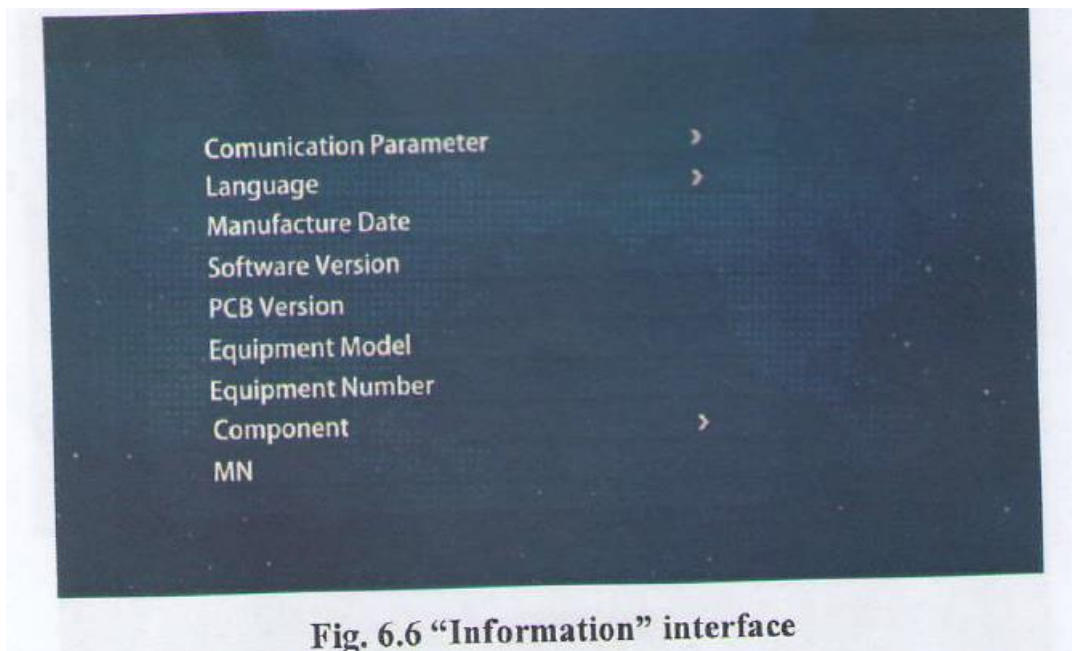 Comunication Parameter ›
Language ›
Manufacture Date
Software Version
PCB Version
Equipment Model
Equipment Number
Component ›
MN
Fig. 6.6 “Information” interface